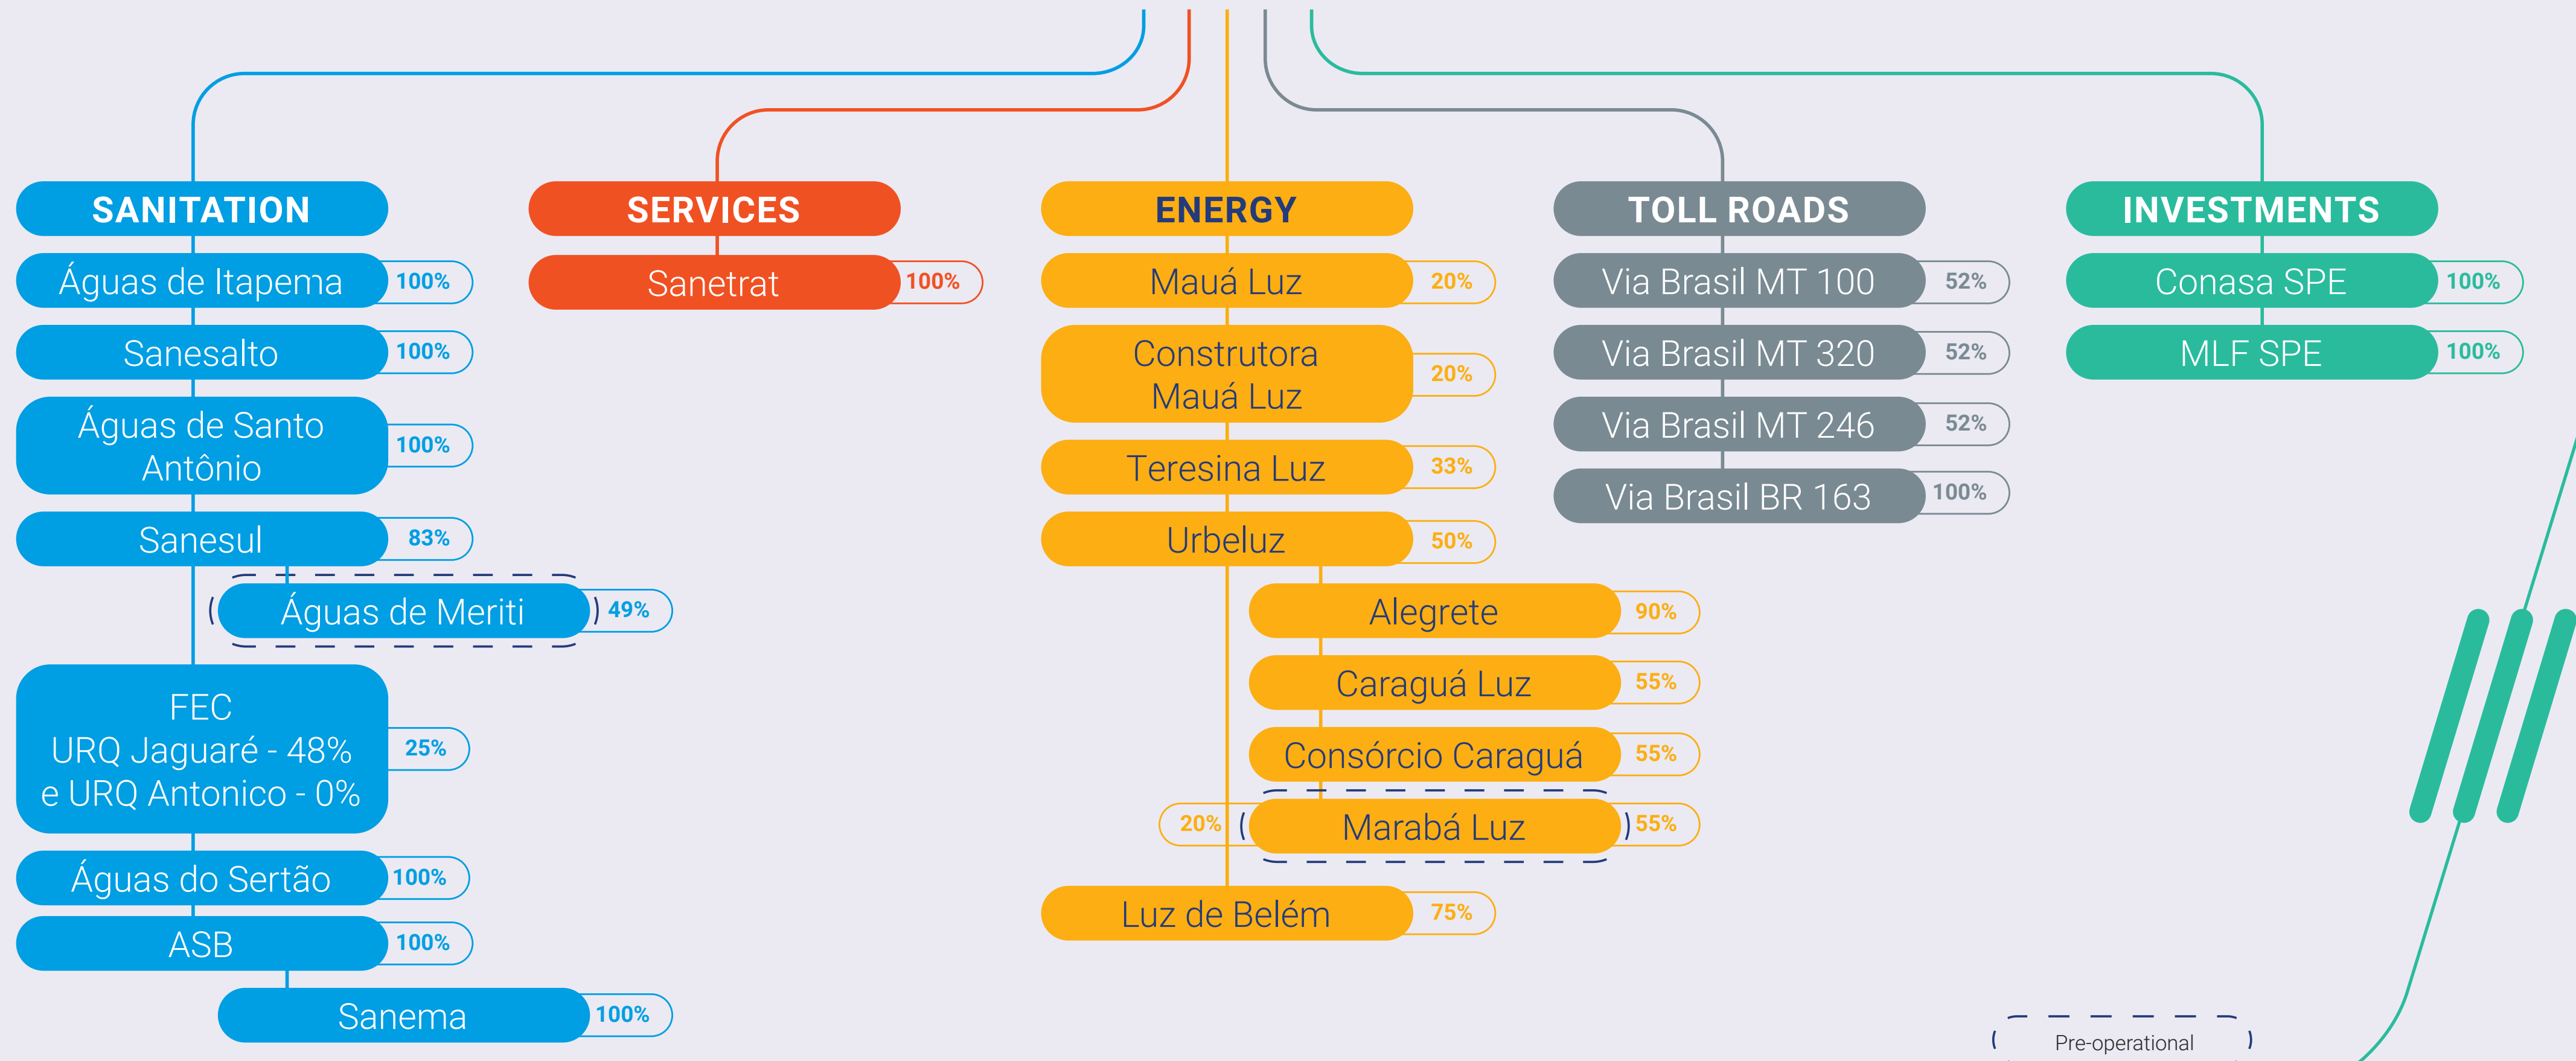 SANITATION
Águas de Itapema
100%
Sanesalto
100%
Águas de Santo
Antônio
100%
Sanesul
83%
Águas de Meriti
49%
FEC
URQ Jaguaré - 48%
e URQ Antonico - 0%
25%
Águas do Sertão
100%
ASB
100%
Sanema
100%
SERVICES
Sanetrat
100%
ENERGY
Mauá Luz
20%
Construtora
Mauá Luz
20%
Teresina Luz
33%
Urbeluz
50%
Alegrete
90%
Caraguá Luz
55%
Consórcio Caraguá
55%
20%
Marabá Luz
55%
Luz de Belém
75%
TOLL ROADS
Via Brasil MT 100
52%
Via Brasil MT 320
52%
Via Brasil MT 246
52%
Via Brasil BR 163
100%
INVESTMENTS
Conasa SPE
100%
MLF SPE
100%
Pre-operational